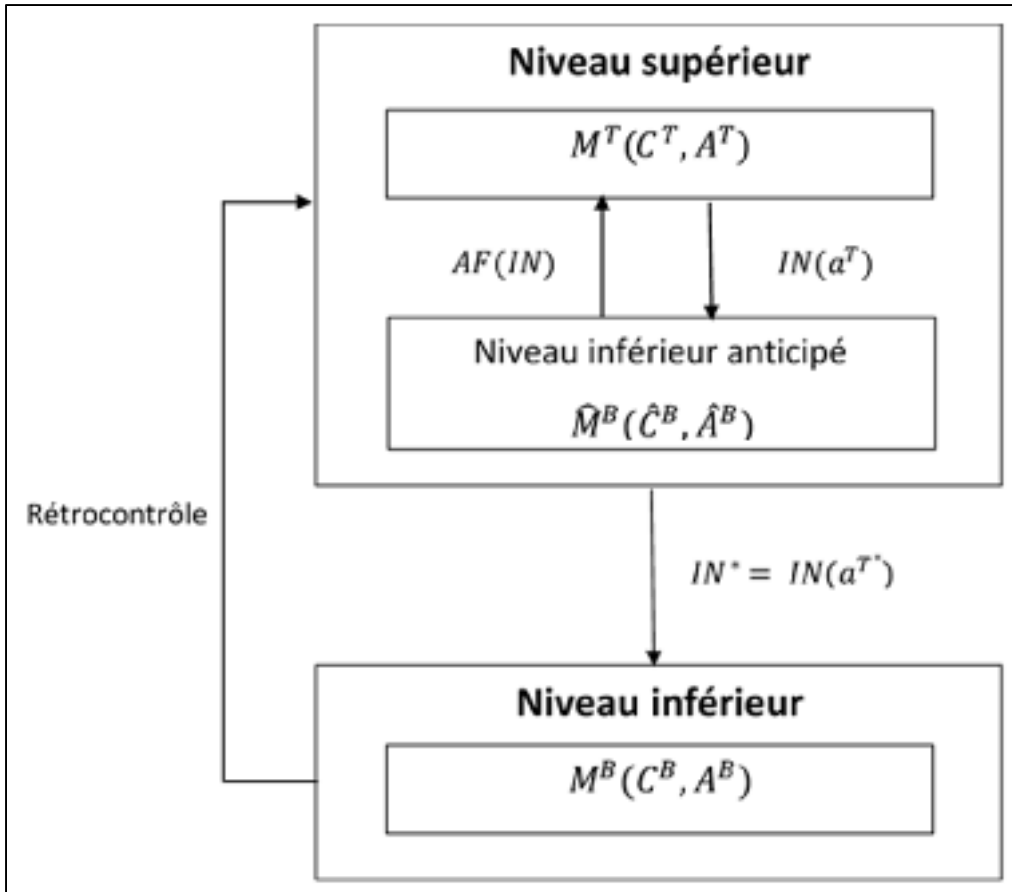 Niveau supérieur
M^T(C^T, A^T)
AF(IN)
IN(a^T)
Niveau inférieur anticipé
M̂^B(Ĉ^B, Â^B)
Rétrocontrôle
IN* = IN(a^T*)
Niveau inférieur
M^B(C^B, A^B)